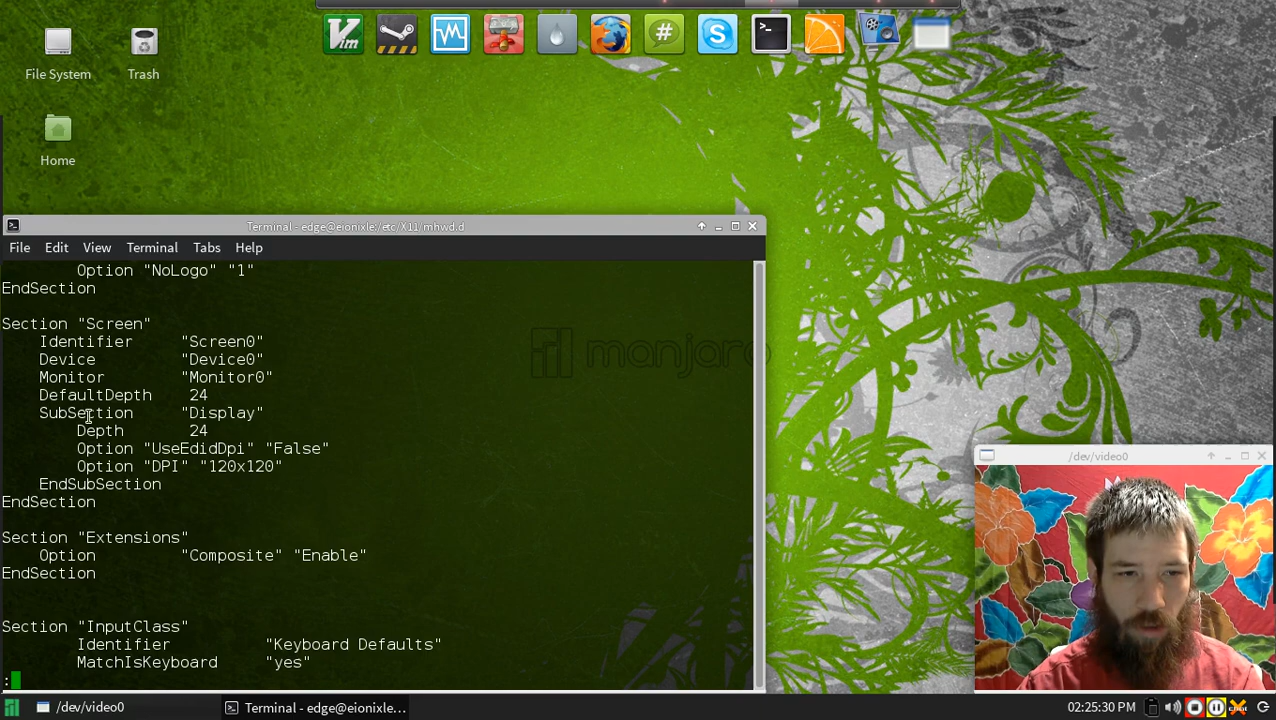 File System
Trash
Home
Terminal - edge@eionixle:/etc/X11/mhwd.d
File Edit View Terminal Tabs Help
Option "NoLogo" "1"
EndSection
Section "Screen"
Identifier "Screen0"
Device "Device0"
Monitor "Monitor0"
DefaultDepth 24
SubSection "Display"
Depth 24
Option "UseEdidDpi" "False"
Option "DPI" "120x120"
EndSubSection
EndSection
Section "Extensions"
Option "Composite" "Enable"
EndSection
Section "InputClass"
Identifier "Keyboard Defaults"
MatchIsKeyboard "yes"
:
manjaro
/dev/video0
/dev/video0
Terminal - edge@eionixle...
02:25:30 PM